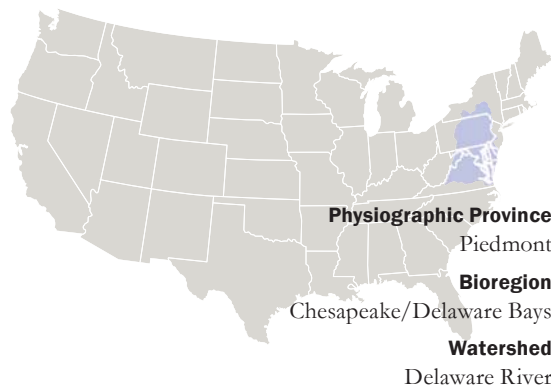 Physiographic Province
Piedmont
Bioregion
Chesapeake/Delaware Bays
Watershed
Delaware River